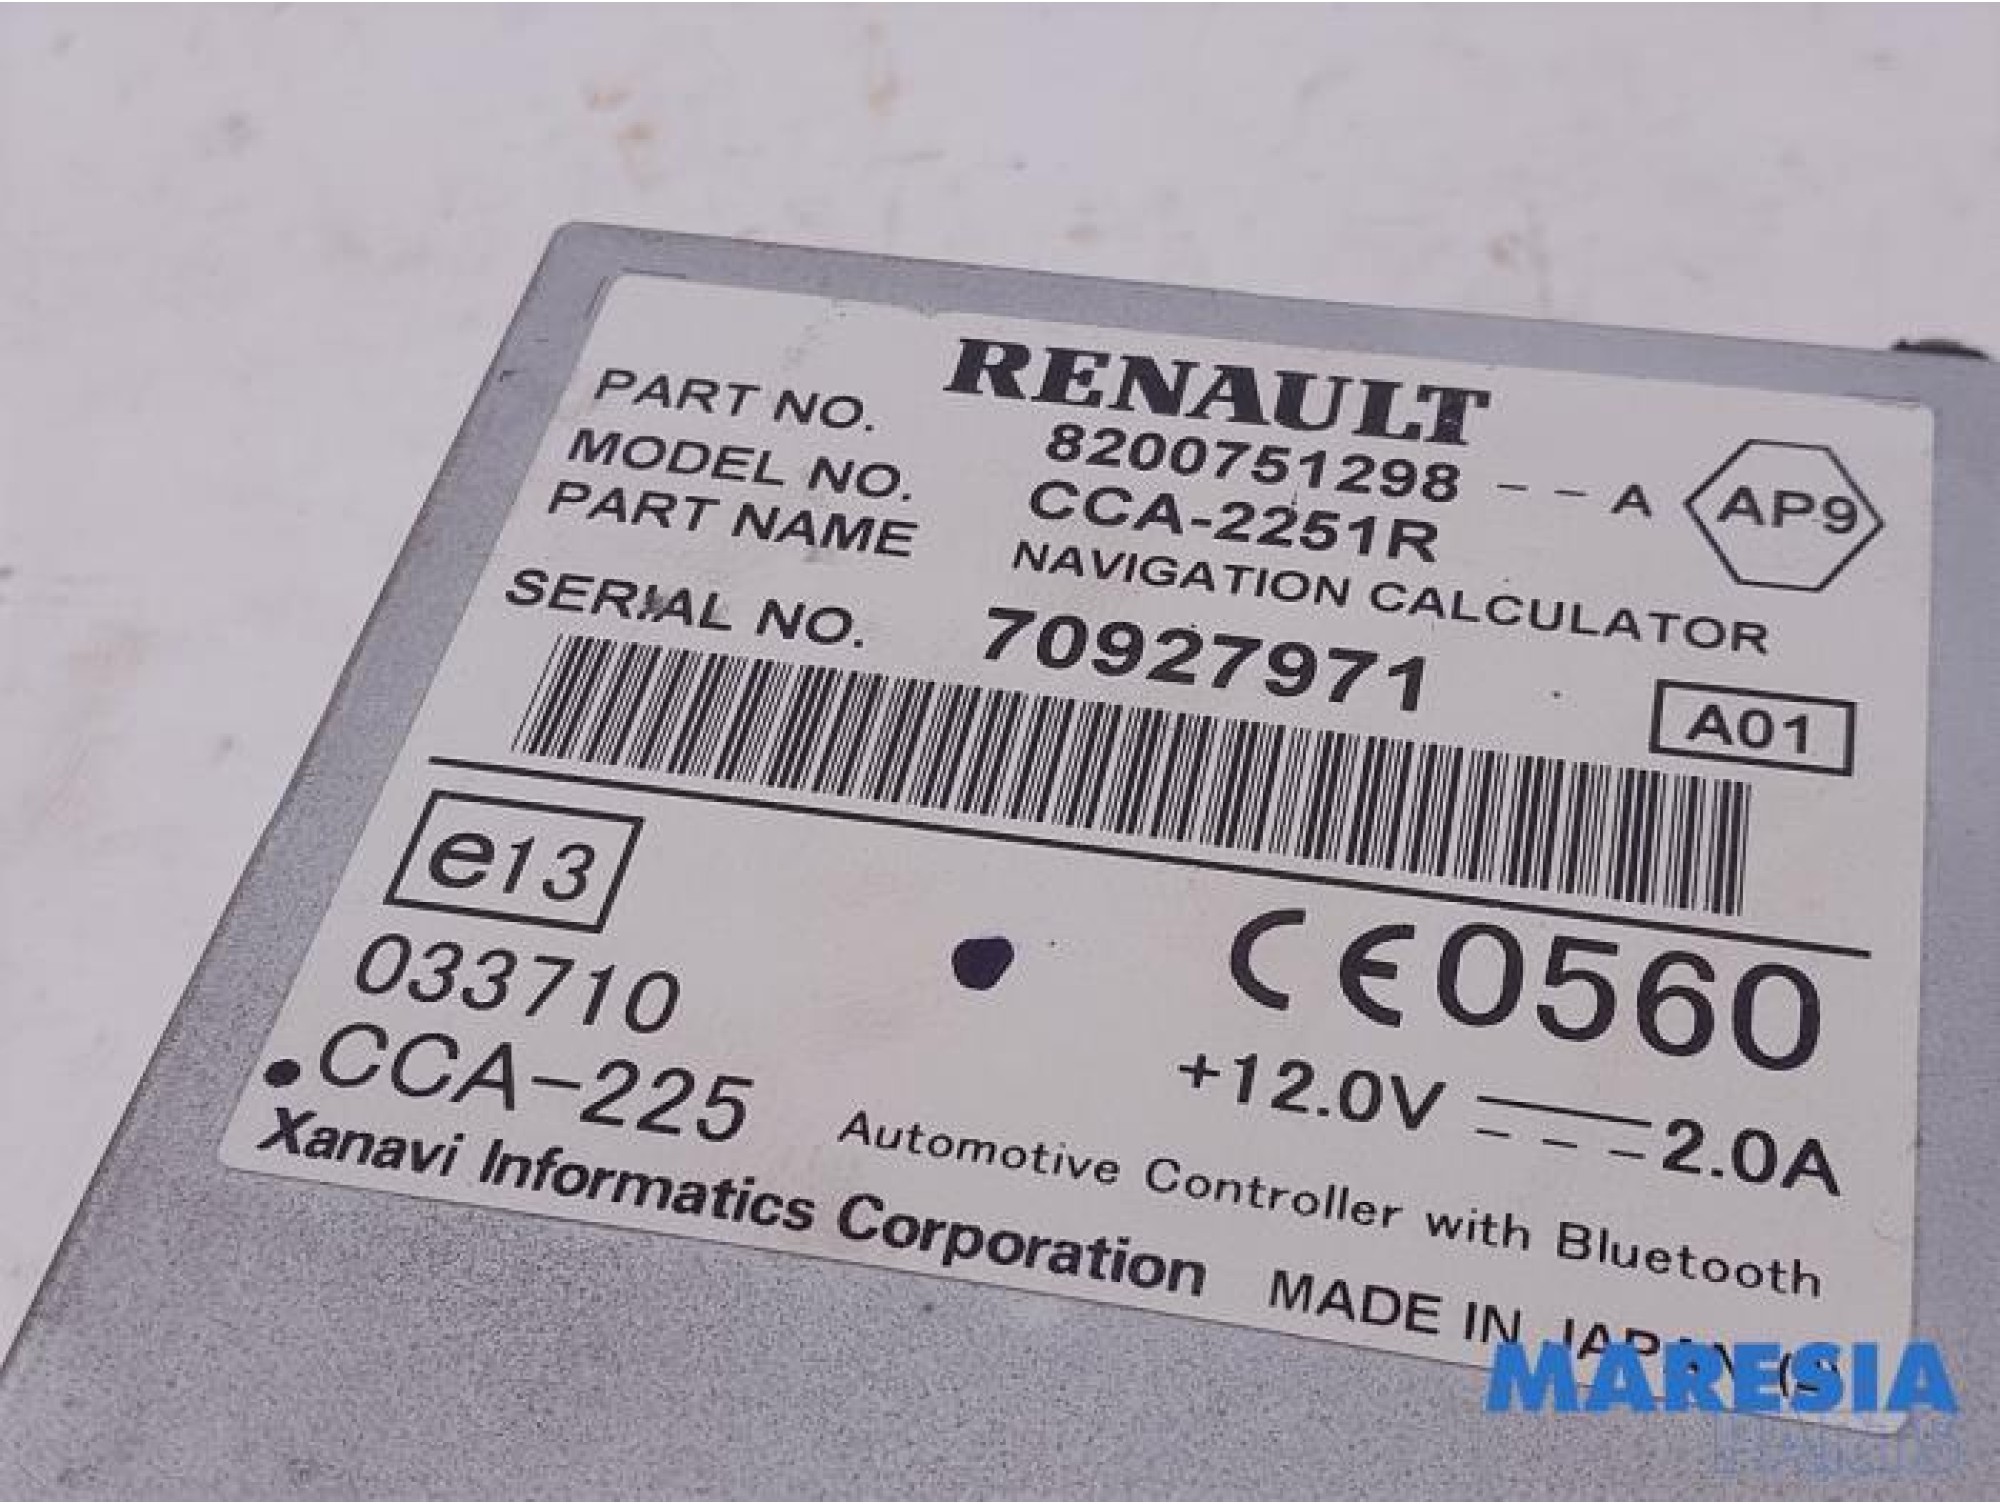 RENAULT
PART NO. 8200751298 -- A
MODEL NO. CCA-2251R
AP9
PART NAME NAVIGATION CALCULATOR
SERIAL NO. 70927971
A01
e13
033710
CE0560
.CCA-225
+12.0V 2.0A
Automotive Controller with Bluetooth
Xanavi Informatics Corporation MADE IN JAPAN
MARESIA